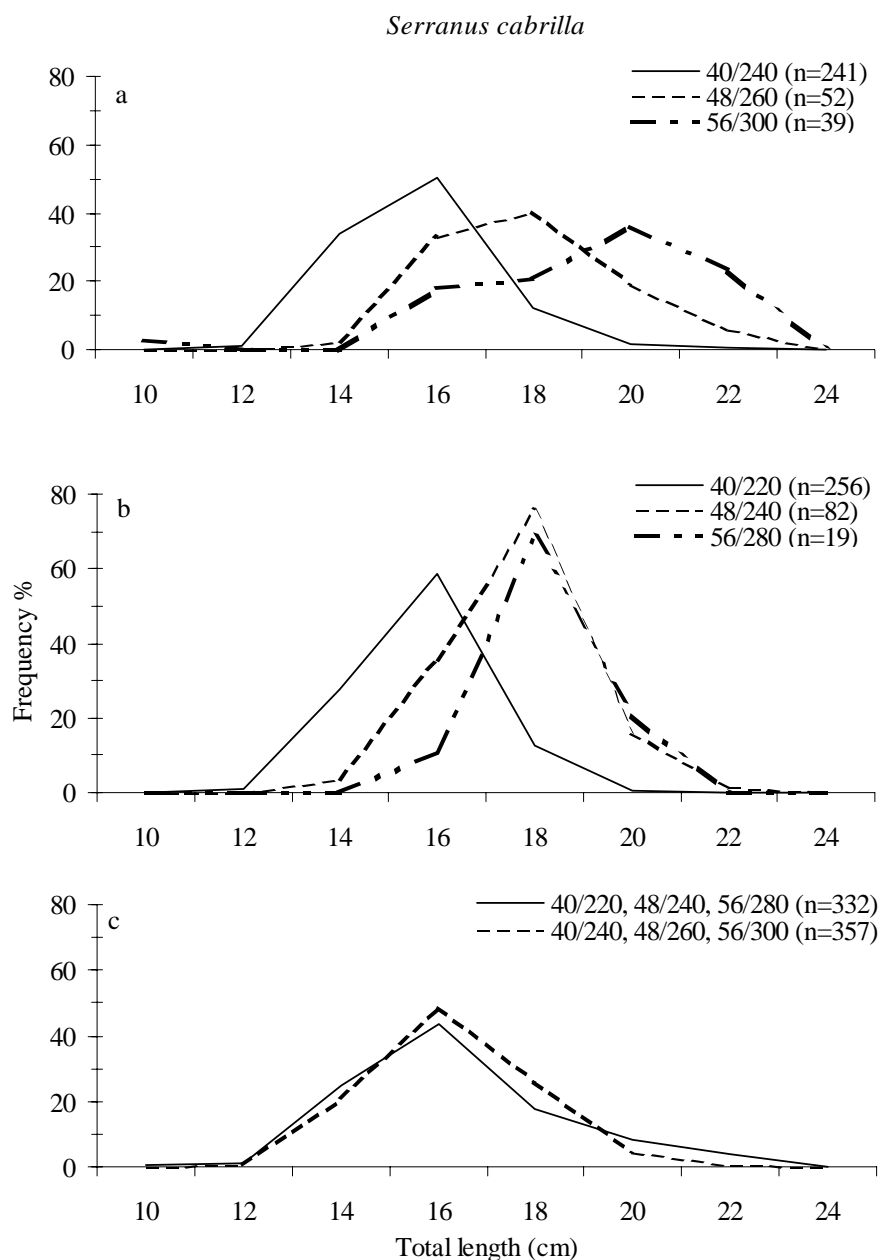 Serranus cabrilla
a
40/240 (n=241)
48/260 (n=52)
56/300 (n=39)
80
60
40
20
0
10 12 14 16 18 20 22 24
b
40/220 (n=256)
48/240 (n=82)
56/280 (n=19)
80
60
40
20
0
10 12 14 16 18 20 22 24
Frequency %
c
40/220, 48/240, 56/280 (n=332)
40/240, 48/260, 56/300 (n=357)
80
60
40
20
0
10 12 14 16 18 20 22 24
Total length (cm)